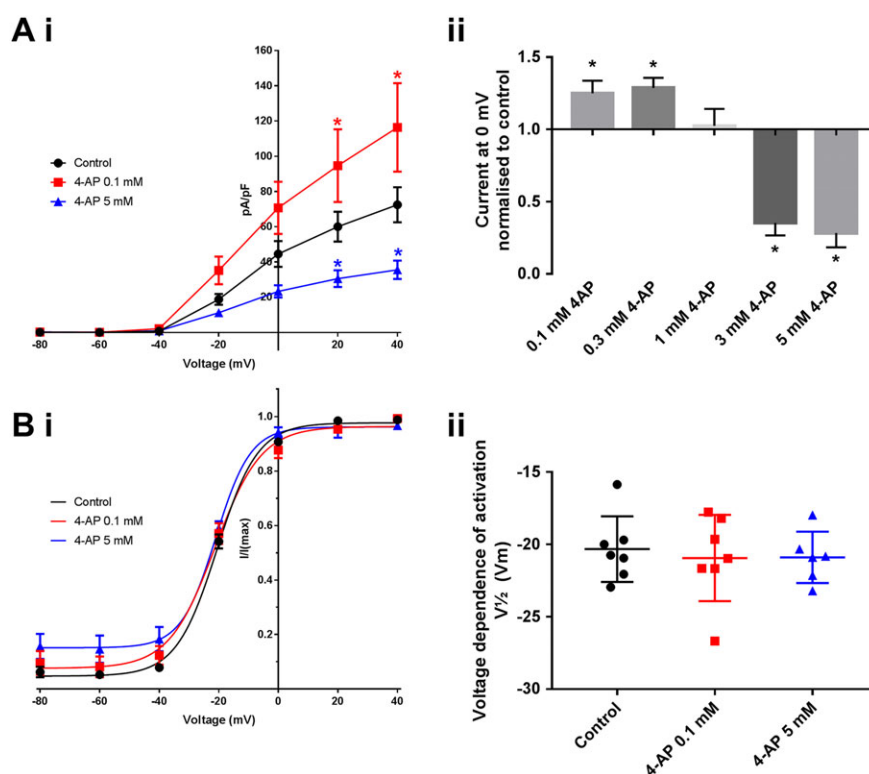 A i
160
140
120
100
80
60
40
20
pA/pF
Control
4-AP 0.1 mM
4-AP 5 mM
*
*
*
*
-80 -60 -40 -20 0 20 40
Voltage (mV)
ii
1.5
1.0
0.5
0.0
Current at 0 mV
normalised to control
*
*
*
*
0.1 mM 4AP
0.3 mM 4-AP
1 mM 4-AP
3 mM 4-AP
5 mM 4-AP
B i
1.0
0.8
0.6
0.4
0.2
I/I(max)
Control
4-AP 0.1 mM
4-AP 5 mM
-80 -60 -40 -20 0 20 40
Voltage (mV)
ii
-15
-20
-25
-30
Voltage dependence of activation
V½ (Vm)
Control
4-AP 0.1 mM
4-AP 5 mM